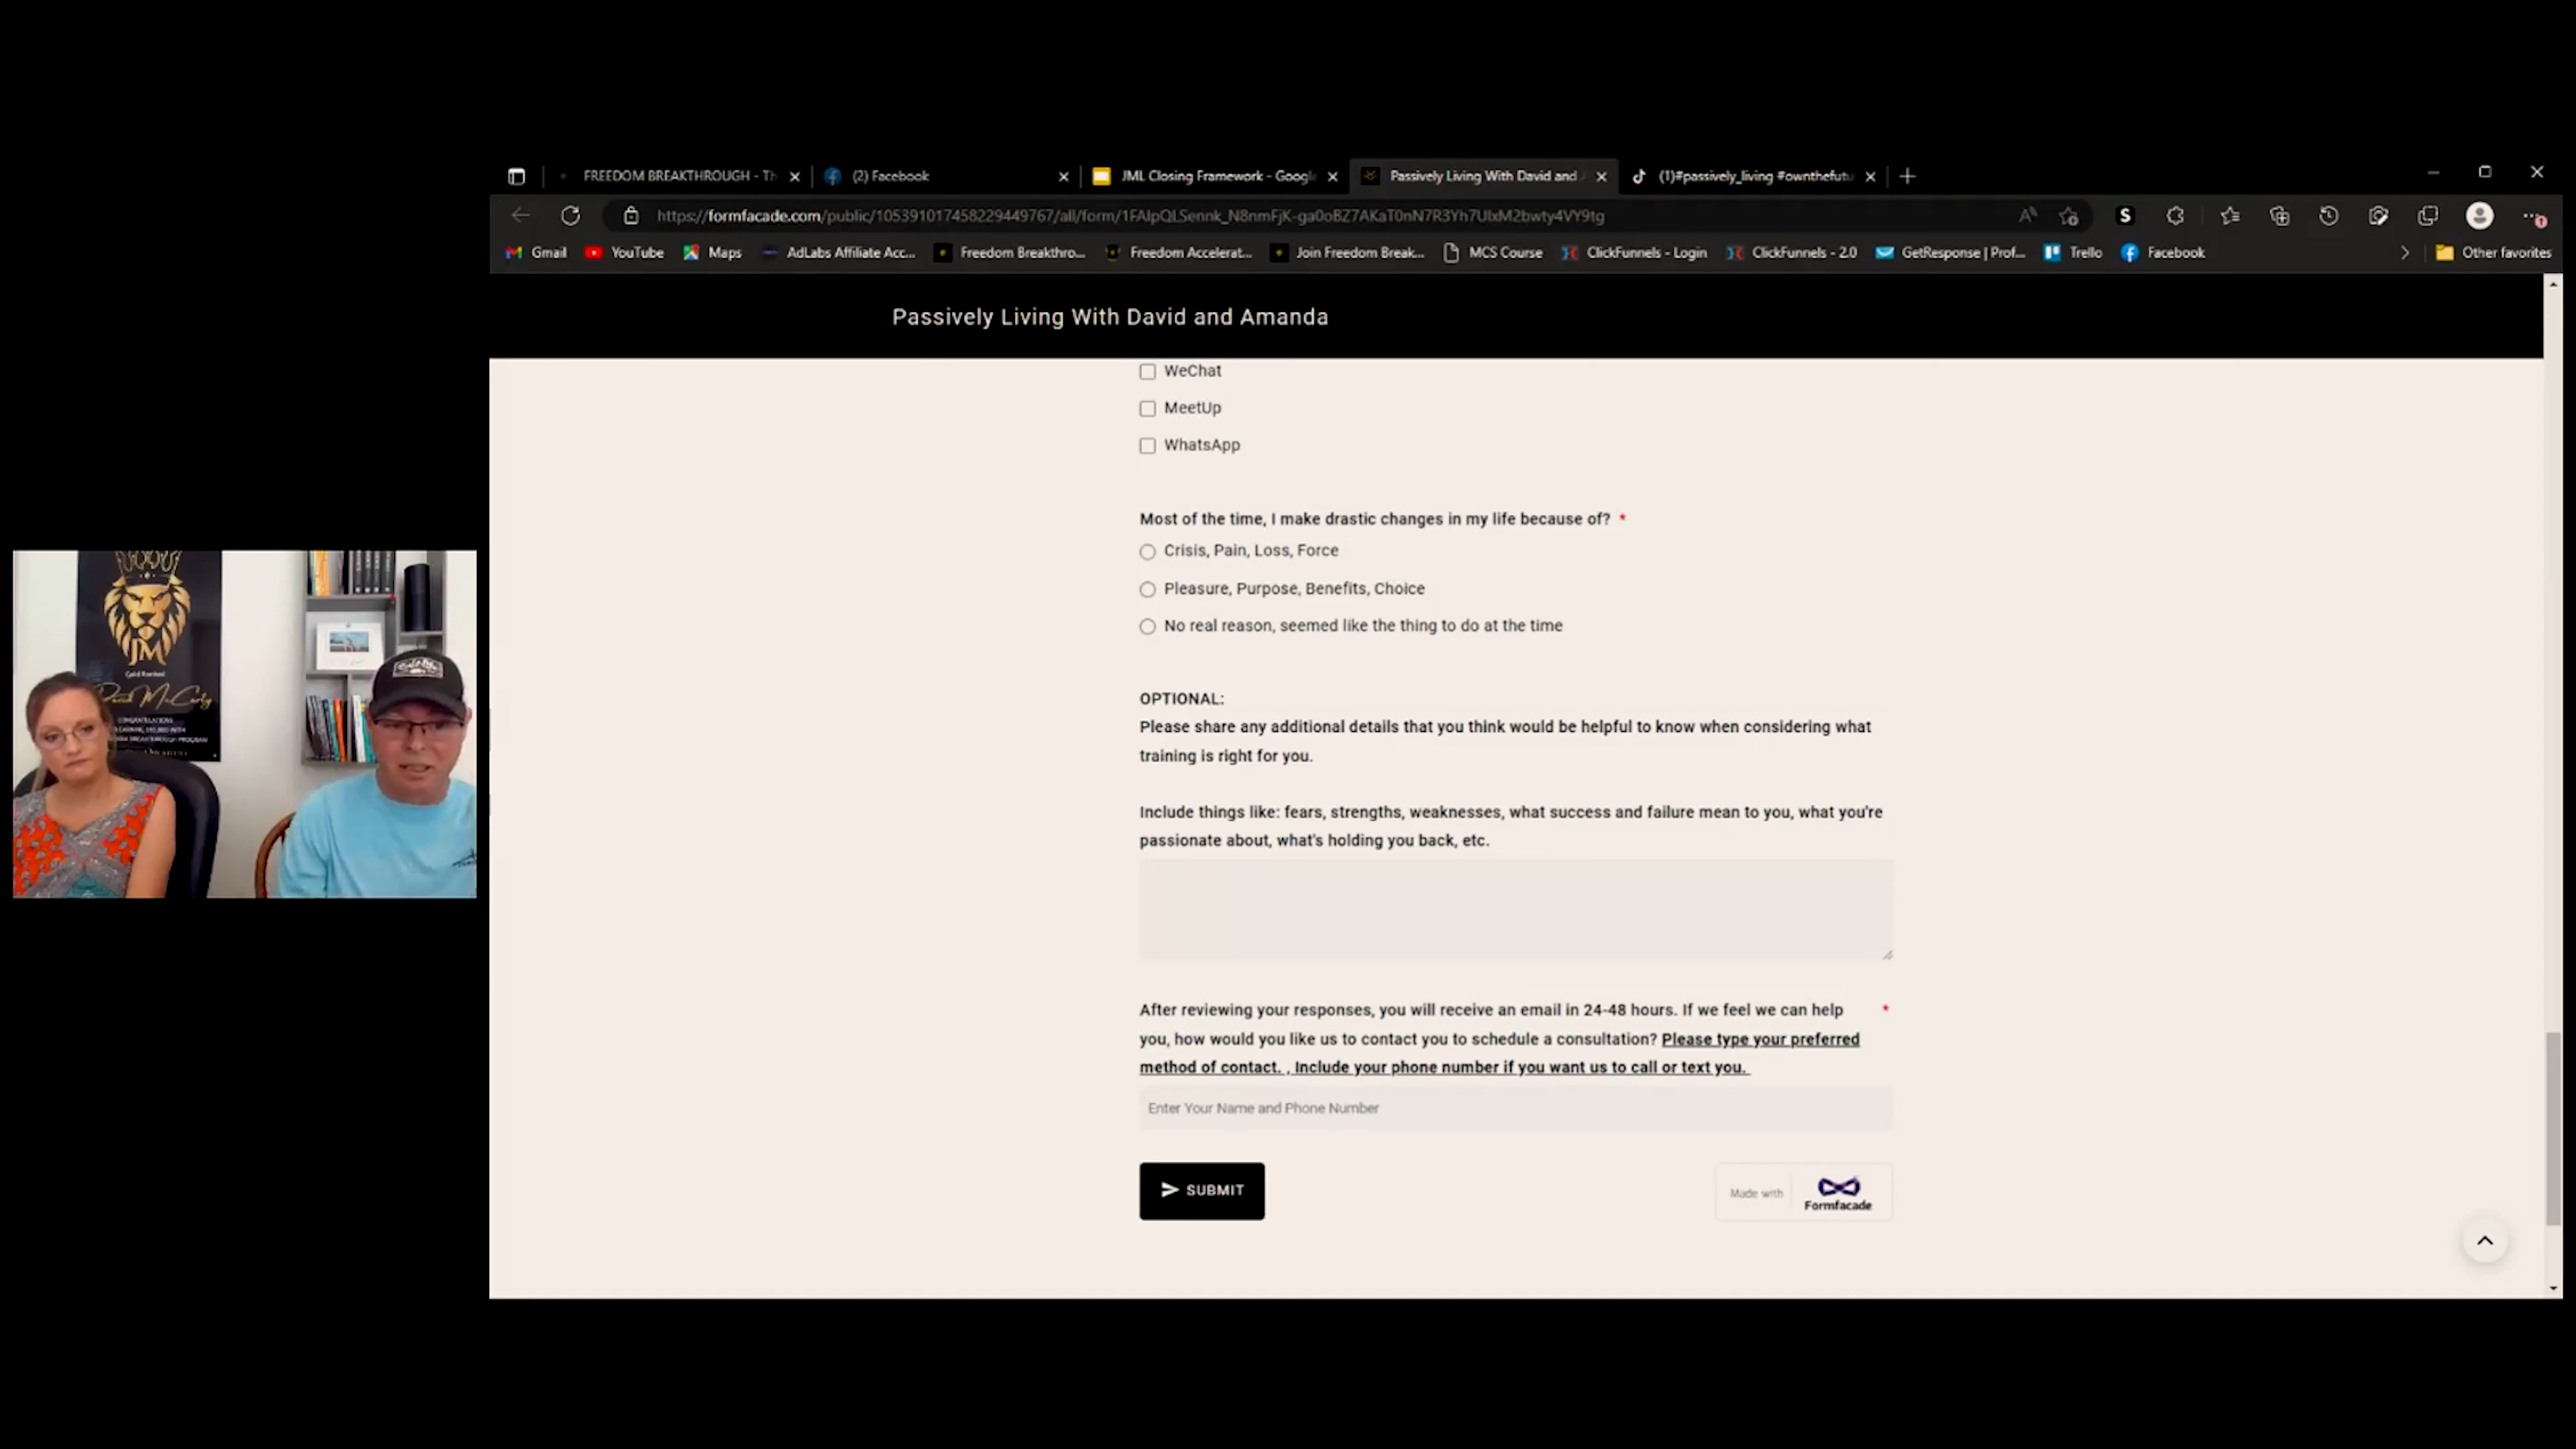 FREEDOM BREAKTHROUGH - Th
(2) Facebook
JML Closing Framework - Googl
Passively Living With David and
(1)#passively_living #ownthefutu
https://formfacade.com/public/105391017458229449767/all/form/1FAIpQLSennk_N8nmFjK-ga0oBZ7AKaT0nN7R3Yh7UlxM2bwty4VY9tg
Gmail
YouTube
Maps
AdLabs Affiliate Acc...
Freedom Breakthro...
Freedom Accelerat...
Join Freedom Break...
MCS Course
ClickFunnels - Login
ClickFunnels - 2.0
GetResponse | Prof...
Trello
Facebook
Other favorites
Passively Living With David and Amanda
WeChat
MeetUp
WhatsApp
Most of the time, I make drastic changes in my life because of? *
Crisis, Pain, Loss, Force
Pleasure, Purpose, Benefits, Choice
No real reason, seemed like the thing to do at the time
OPTIONAL:
Please share any additional details that you think would be helpful to know when considering what
training is right for you.
Include things like: fears, strengths, weaknesses, what success and failure mean to you, what you're
passionate about, what's holding you back, etc.
After reviewing your responses, you will receive an email in 24-48 hours. If we feel we can help *
you, how would you like us to contact you to schedule a consultation? Please type your preferred
method of contact. , Include your phone number if you want us to call or text you.
Enter Your Name and Phone Number
SUBMIT
Made with
Formfacade
JM
David McCarty
CONGRATULATIONS